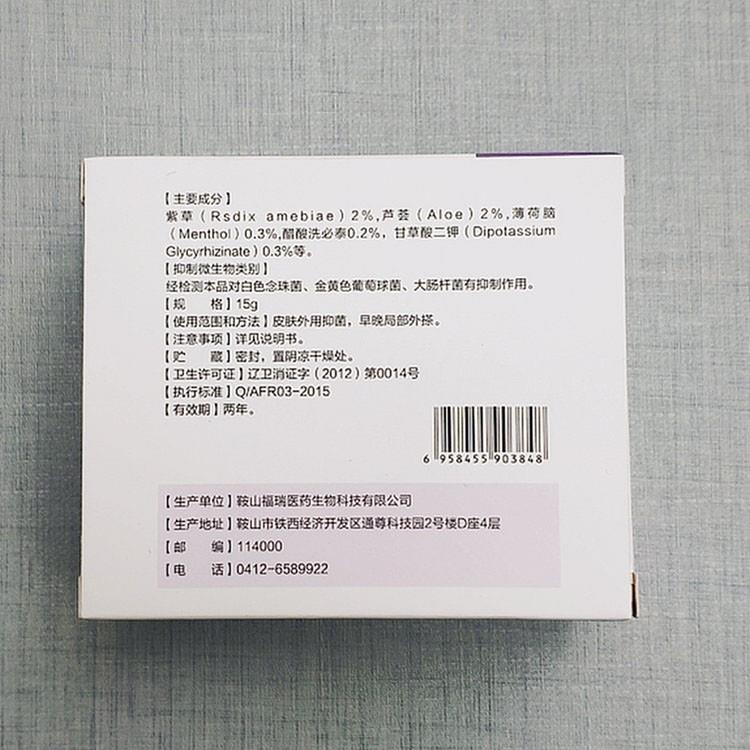 【主要成分】
紫草（Rsdix amebiae）2%,芦荟（Aloe）2%,薄荷脑
（Menthol）0.3%,醋酸洗必泰0.2%，甘草酸二钾（Dipotassium
Glycyrhizinate）0.3%等。
【抑制微生物类别】
经检测本品对白色念珠菌、金黄色葡萄球菌、大肠杆菌有抑制作用。
【规　　格】15g
【使用范围和方法】皮肤外用抑菌，早晚局部外搽。
【注意事项】详见说明书。
【贮　　藏】密封，置阴凉干燥处。
【卫生许可证】辽卫消证字（2012）第0014号
【执行标准】Q/AFR03-2015
【有效期】两年。
6 958455 903848
【生产单位】鞍山福瑞医药生物科技有限公司
【生产地址】鞍山市铁西经济开发区通尊科技园2号楼D座4层
【邮　　编】114000
【电　　话】0412-6589922